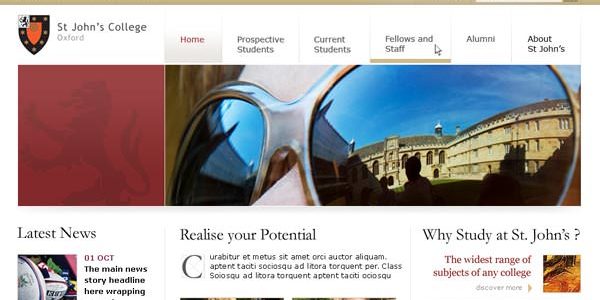 St John's College
Oxford
Home
Prospective
Students
Current
Students
Fellows and
Staff
Alumni
About
St John's
Latest News
01 OCT
The main news
story headline
here wrapping
Realise your Potential
Curabitur et metus sit amet orci auctor aliquam.
aptent taciti sociosqu ad litora torquent per. Class
Soiosqu ad litora torquent aptent taciti ociosqu
Why Study at St. John's ?
The widest range of
subjects of any college
discover more